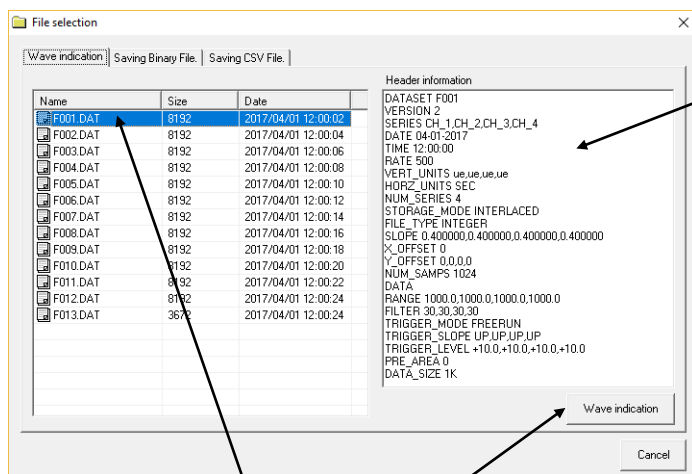 File selection
Wave indication Saving Binary File. Saving CSV File.
Header information
Name Size Date
F001.DAT 8192 2017/04/01 12:00:02
F002.DAT 8192 2017/04/01 12:00:04
F003.DAT 8192 2017/04/01 12:00:06
F004.DAT 8192 2017/04/01 12:00:08
F005.DAT 8192 2017/04/01 12:00:10
F006.DAT 8192 2017/04/01 12:00:12
F007.DAT 8192 2017/04/01 12:00:14
F008.DAT 8192 2017/04/01 12:00:16
F009.DAT 8192 2017/04/01 12:00:18
F010.DAT 8192 2017/04/01 12:00:20
F011.DAT 8192 2017/04/01 12:00:22
F012.DAT 8192 2017/04/01 12:00:24
F013.DAT 3672 2017/04/01 12:00:24
DATASET F001
VERSION 2
SERIES CH_1,CH_2,CH_3,CH_4
DATE 04-01-2017
TIME 12:00:00
RATE 500
VERT_UNITS ue,ue,ue,ue
HORZ_UNITS SEC
NUM_SERIES 4
STORAGE_MODE INTERLACED
FILE_TYPE INTEGER
SLOPE 0.400000,0.400000,0.400000,0.400000
X_OFFSET 0
Y_OFFSET 0,0,0,0
NUM_SAMPS 1024
DATA
RANGE 1000.0,1000.0,1000.0,1000.0
FILTER 30,30,30,30
TRIGGER_MODE FREERUN
TRIGGER_SLOPE UP,UP,UP,UP
TRIGGER_LEVEL +10.0,+10.0,+10.0,+10.0
PRE_AREA 0
DATA_SIZE 1K
Wave indication
Cancel